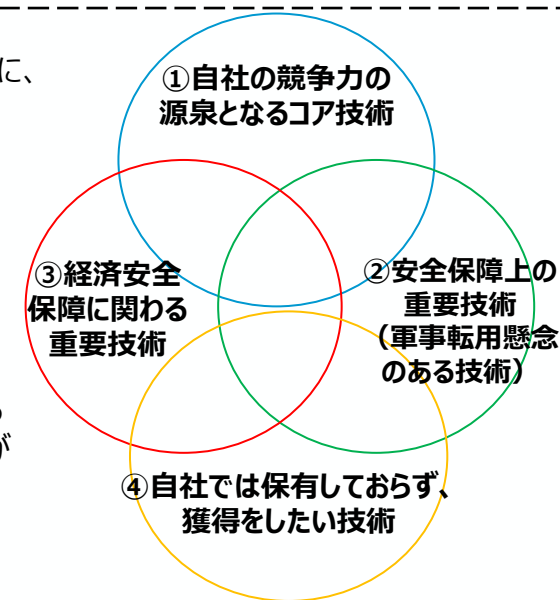 に、
①自社の競争力の
源泉となるコア技術
③経済安全
保障に関わる
重要技術
②安全保障上の
重要技術
（軍事転用懸念
のある技術）
が
④自社では保有しておらず、
獲得をしたい技術